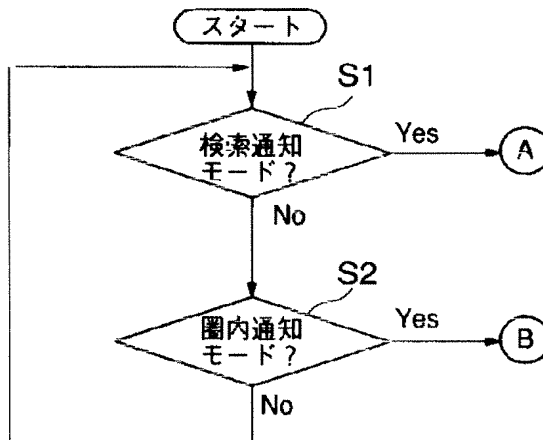 スタート
S1
検索通知
モード？
Yes
A
No
S2
圏内通知
モード？
Yes
B
No